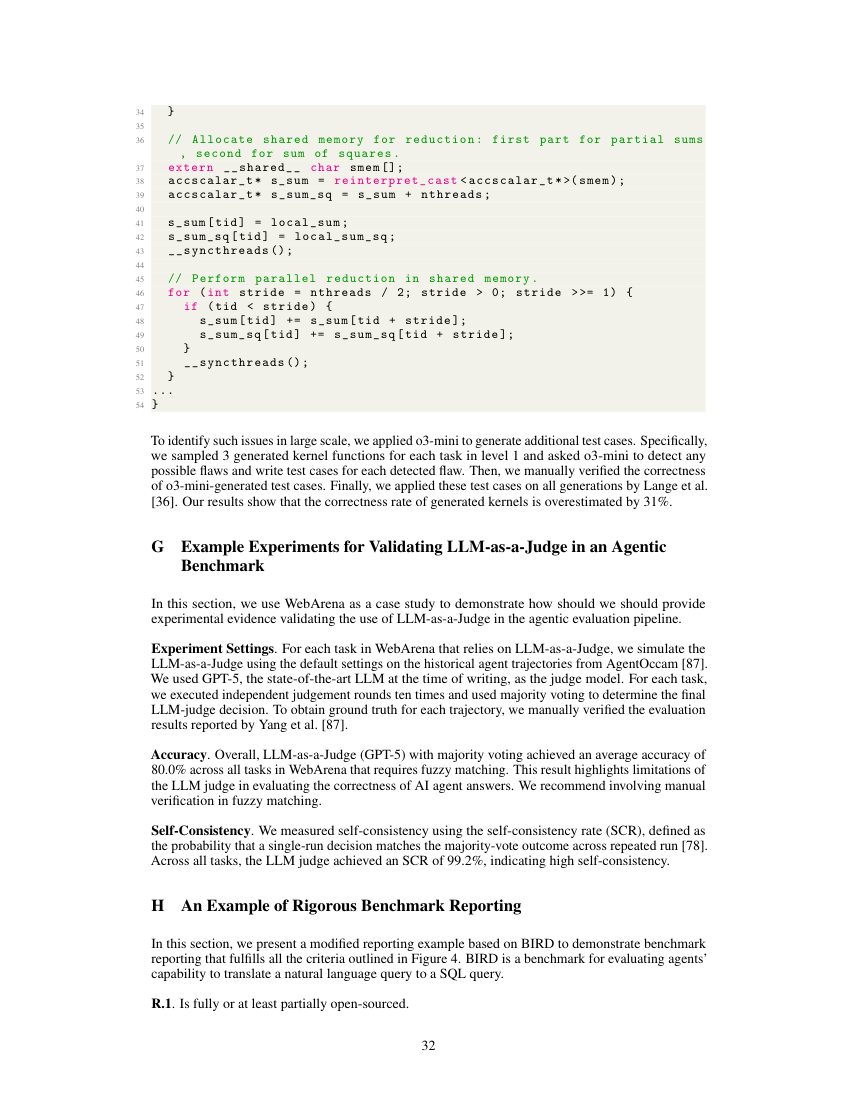 34 }
35
36 // Allocate shared memory for reduction: first part for partial sums
, second for sum of squares.
37 extern __shared__ char smem[];
38 accscalar_t* s_sum = reinterpret_cast<accscalar_t*>(smem);
39 accscalar_t* s_sum_sq = s_sum + nthreads;
40
41 s_sum[tid] = local_sum;
42 s_sum_sq[tid] = local_sum_sq;
43 __syncthreads();
44
45 // Perform parallel reduction in shared memory.
46 for (int stride = nthreads / 2; stride > 0; stride >>= 1) {
47 if (tid < stride) {
48 s_sum[tid] += s_sum[tid + stride];
49 s_sum_sq[tid] += s_sum_sq[tid + stride];
50 }
51 __syncthreads();
52 }
53 ...
54 }
To identify such issues in large scale, we applied o3-mini to generate additional test cases. Specifically,
we sampled 3 generated kernel functions for each task in level 1 and asked o3-mini to detect any
possible flaws and write test cases for each detected flaw. Then, we manually verified the correctness
of o3-mini-generated test cases. Finally, we applied these test cases on all generations by Lange et al.
[36]. Our results show that the correctness rate of generated kernels is overestimated by 31%.
G Example Experiments for Validating LLM-as-a-Judge in an Agentic
Benchmark
In this section, we use WebArena as a case study to demonstrate how should we should provide
experimental evidence validating the use of LLM-as-a-Judge in the agentic evaluation pipeline.
Experiment Settings. For each task in WebArena that relies on LLM-as-a-Judge, we simulate the
LLM-as-a-Judge using the default settings on the historical agent trajectories from AgentOccam [87].
We used GPT-5, the state-of-the-art LLM at the time of writing, as the judge model. For each task,
we executed independent judgement rounds ten times and used majority voting to determine the final
LLM-judge decision. To obtain ground truth for each trajectory, we manually verified the evaluation
results reported by Yang et al. [87].
Accuracy. Overall, LLM-as-a-Judge (GPT-5) with majority voting achieved an average accuracy of
80.0% across all tasks in WebArena that requires fuzzy matching. This result highlights limitations of
the LLM judge in evaluating the correctness of AI agent answers. We recommend involving manual
verification in fuzzy matching.
Self-Consistency. We measured self-consistency using the self-consistency rate (SCR), defined as
the probability that a single-run decision matches the majority-vote outcome across repeated run [78].
Across all tasks, the LLM judge achieved an SCR of 99.2%, indicating high self-consistency.
H An Example of Rigorous Benchmark Reporting
In this section, we present a modified reporting example based on BIRD to demonstrate benchmark
reporting that fulfills all the criteria outlined in Figure 4. BIRD is a benchmark for evaluating agents'
capability to translate a natural language query to a SQL query.
R.1. Is fully or at least partially open-sourced.
32